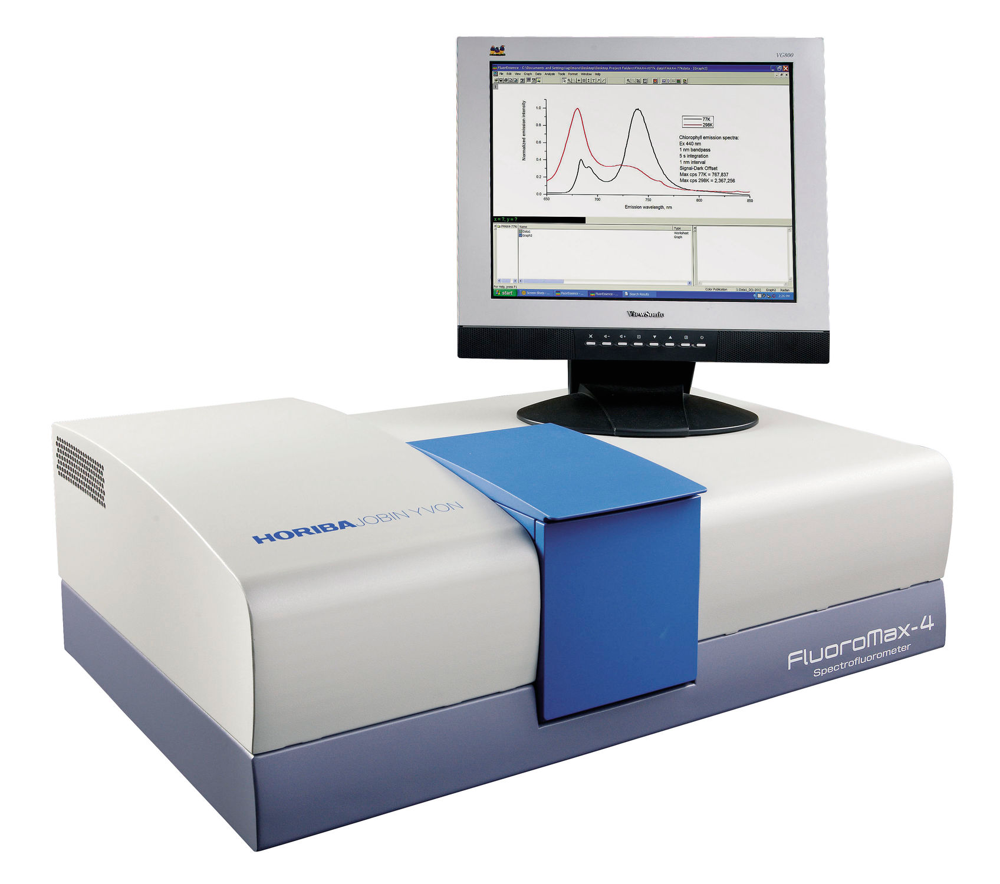 VG800
FluorEssence - C:\Documents and Settings\agilmore\Desktop\Desktop Project Folders\FMAX4-rt77k data\FMAX4-77Kdata - [Graph2]
File Edit View Graph Data Analysis Tools Format Window Help
1
Normalized emission intensity
1.0
0.8
0.6
0.4
0.2
0.0
650 700 750 800 850
Emission wavelength, nm
77K
298K
Chlorophyll emission spectra:
Ex 440 nm
1 nm bandpass
5 s integration
1 nm interval
Signal-Dark Offset
Max cps 77K = 767,837
Max cps 298K = 2,367,256
x = ?, y = ?
FMAX4-77K
Name Type
Data1 Worksheet
Graph2 Graph
For Help, press F1 Color Publication 1:Data1_D(1-201) Graph2 Radian
start Screen Shots - ... FluorEssence - ... FluorEssence - ... Search Results 2:26 PM
ViewSonic
HORIBA JOBIN YVON
FluoroMax-4
Spectrofluorometer